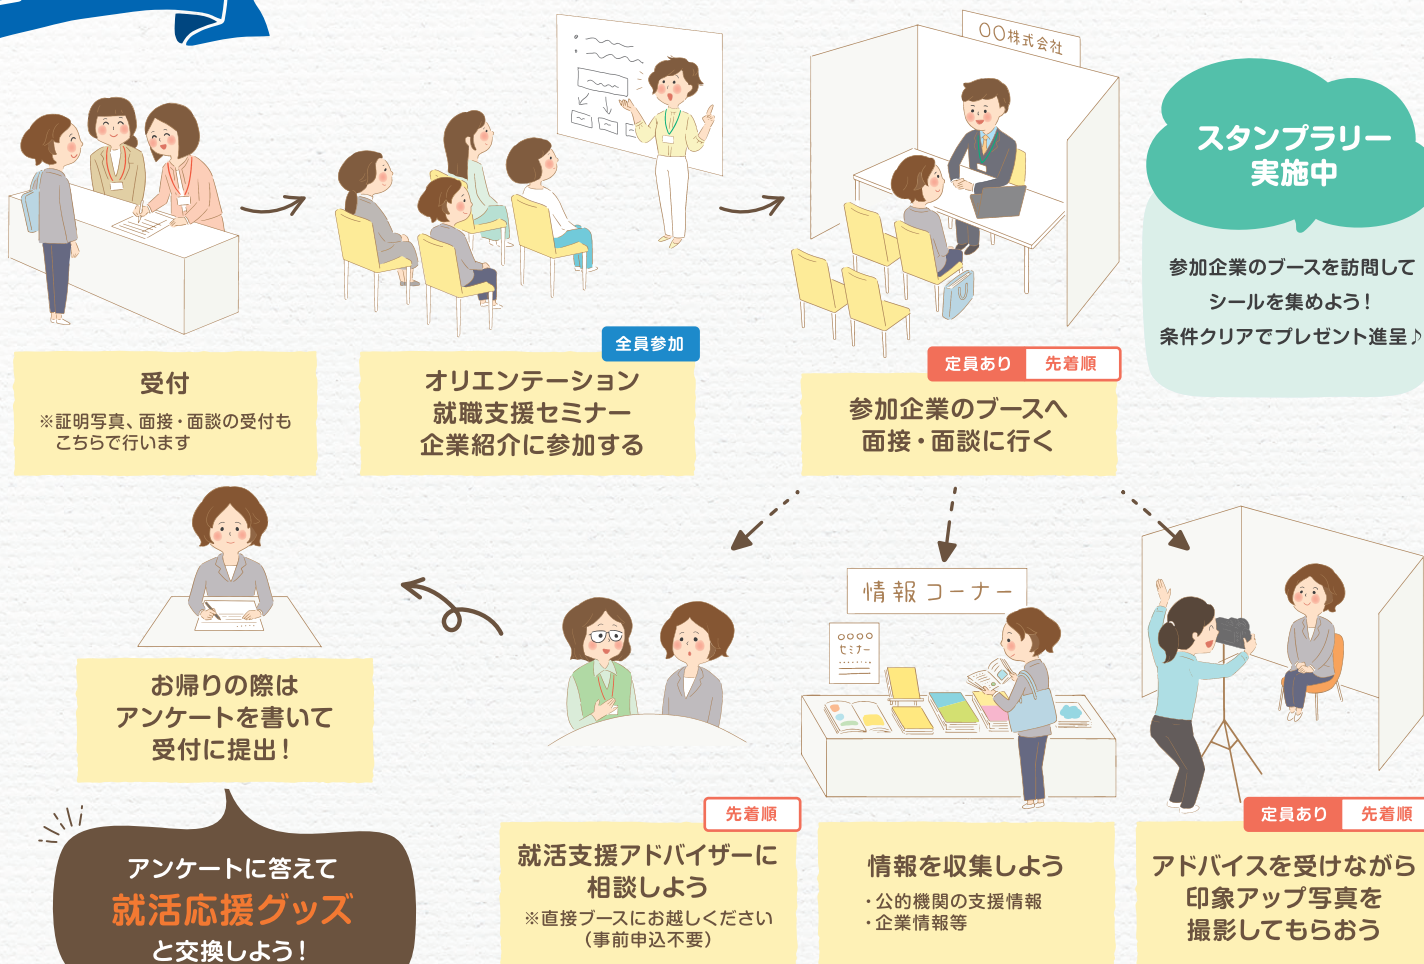 〇〇株式会社
スタンプラリー
実施中
参加企業のブースを訪問して
シールを集めよう！
条件クリアでプレゼント進呈♪
受付
※証明写真、面接・面談の受付も
こちらで行います
全員参加
オリエンテーション
就職支援セミナー
企業紹介に参加する
定員あり 先着順
参加企業のブースへ
面接・面談に行く
情報コーナー
〇〇〇〇
セミナー
お帰りの際は
アンケートを書いて
受付に提出！
アンケートに答えて
就活応援グッズ
と交換しよう！
先着順
就活支援アドバイザーに
相談しよう
※直接ブースにお越しください
（事前申込不要）
情報を収集しよう
・公的機関の支援情報
・企業情報等
定員あり 先着順
アドバイスを受けながら
印象アップ写真を
撮影してもらおう